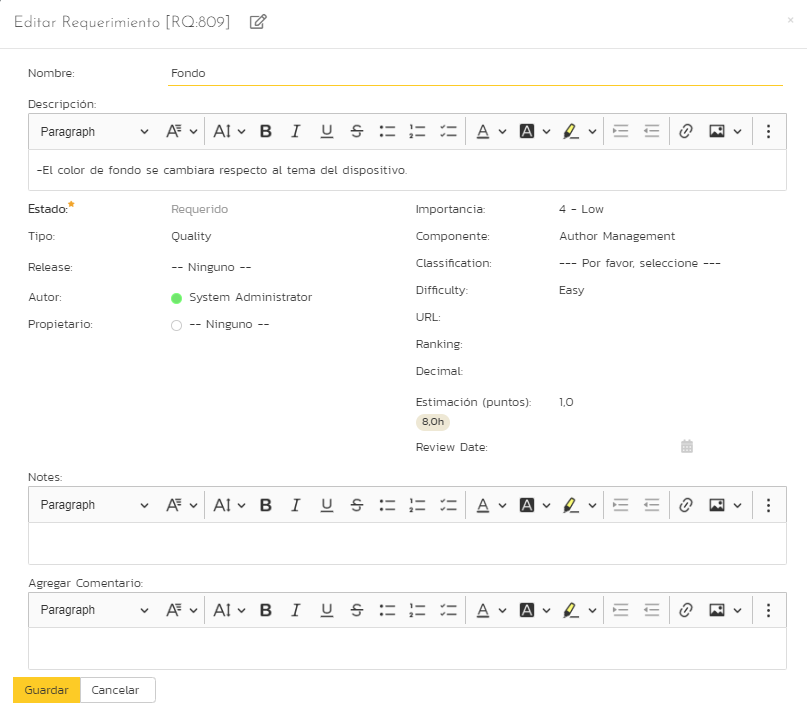 Editar Requerimiento [RQ:809]
×
Nombre: Fondo
Descripción:
Paragraph A AI B I U S A A
-El color de fondo se cambiara respecto al tema del dispositivo.
Estado:* Requerido
Tipo: Quality
Release: -- Ninguno --
Autor: System Administrator
Propietario: -- Ninguno --
Importancia: 4 - Low
Componente: Author Management
Classification: --- Por favor, seleccione ---
Difficulty: Easy
URL:
Ranking:
Decimal:
Estimación (puntos): 1,0
8,0h
Review Date:
Notes:
Paragraph A AI B I U S A A
Agregar Comentario:
Paragraph A AI B I U S A A
Guardar Cancelar